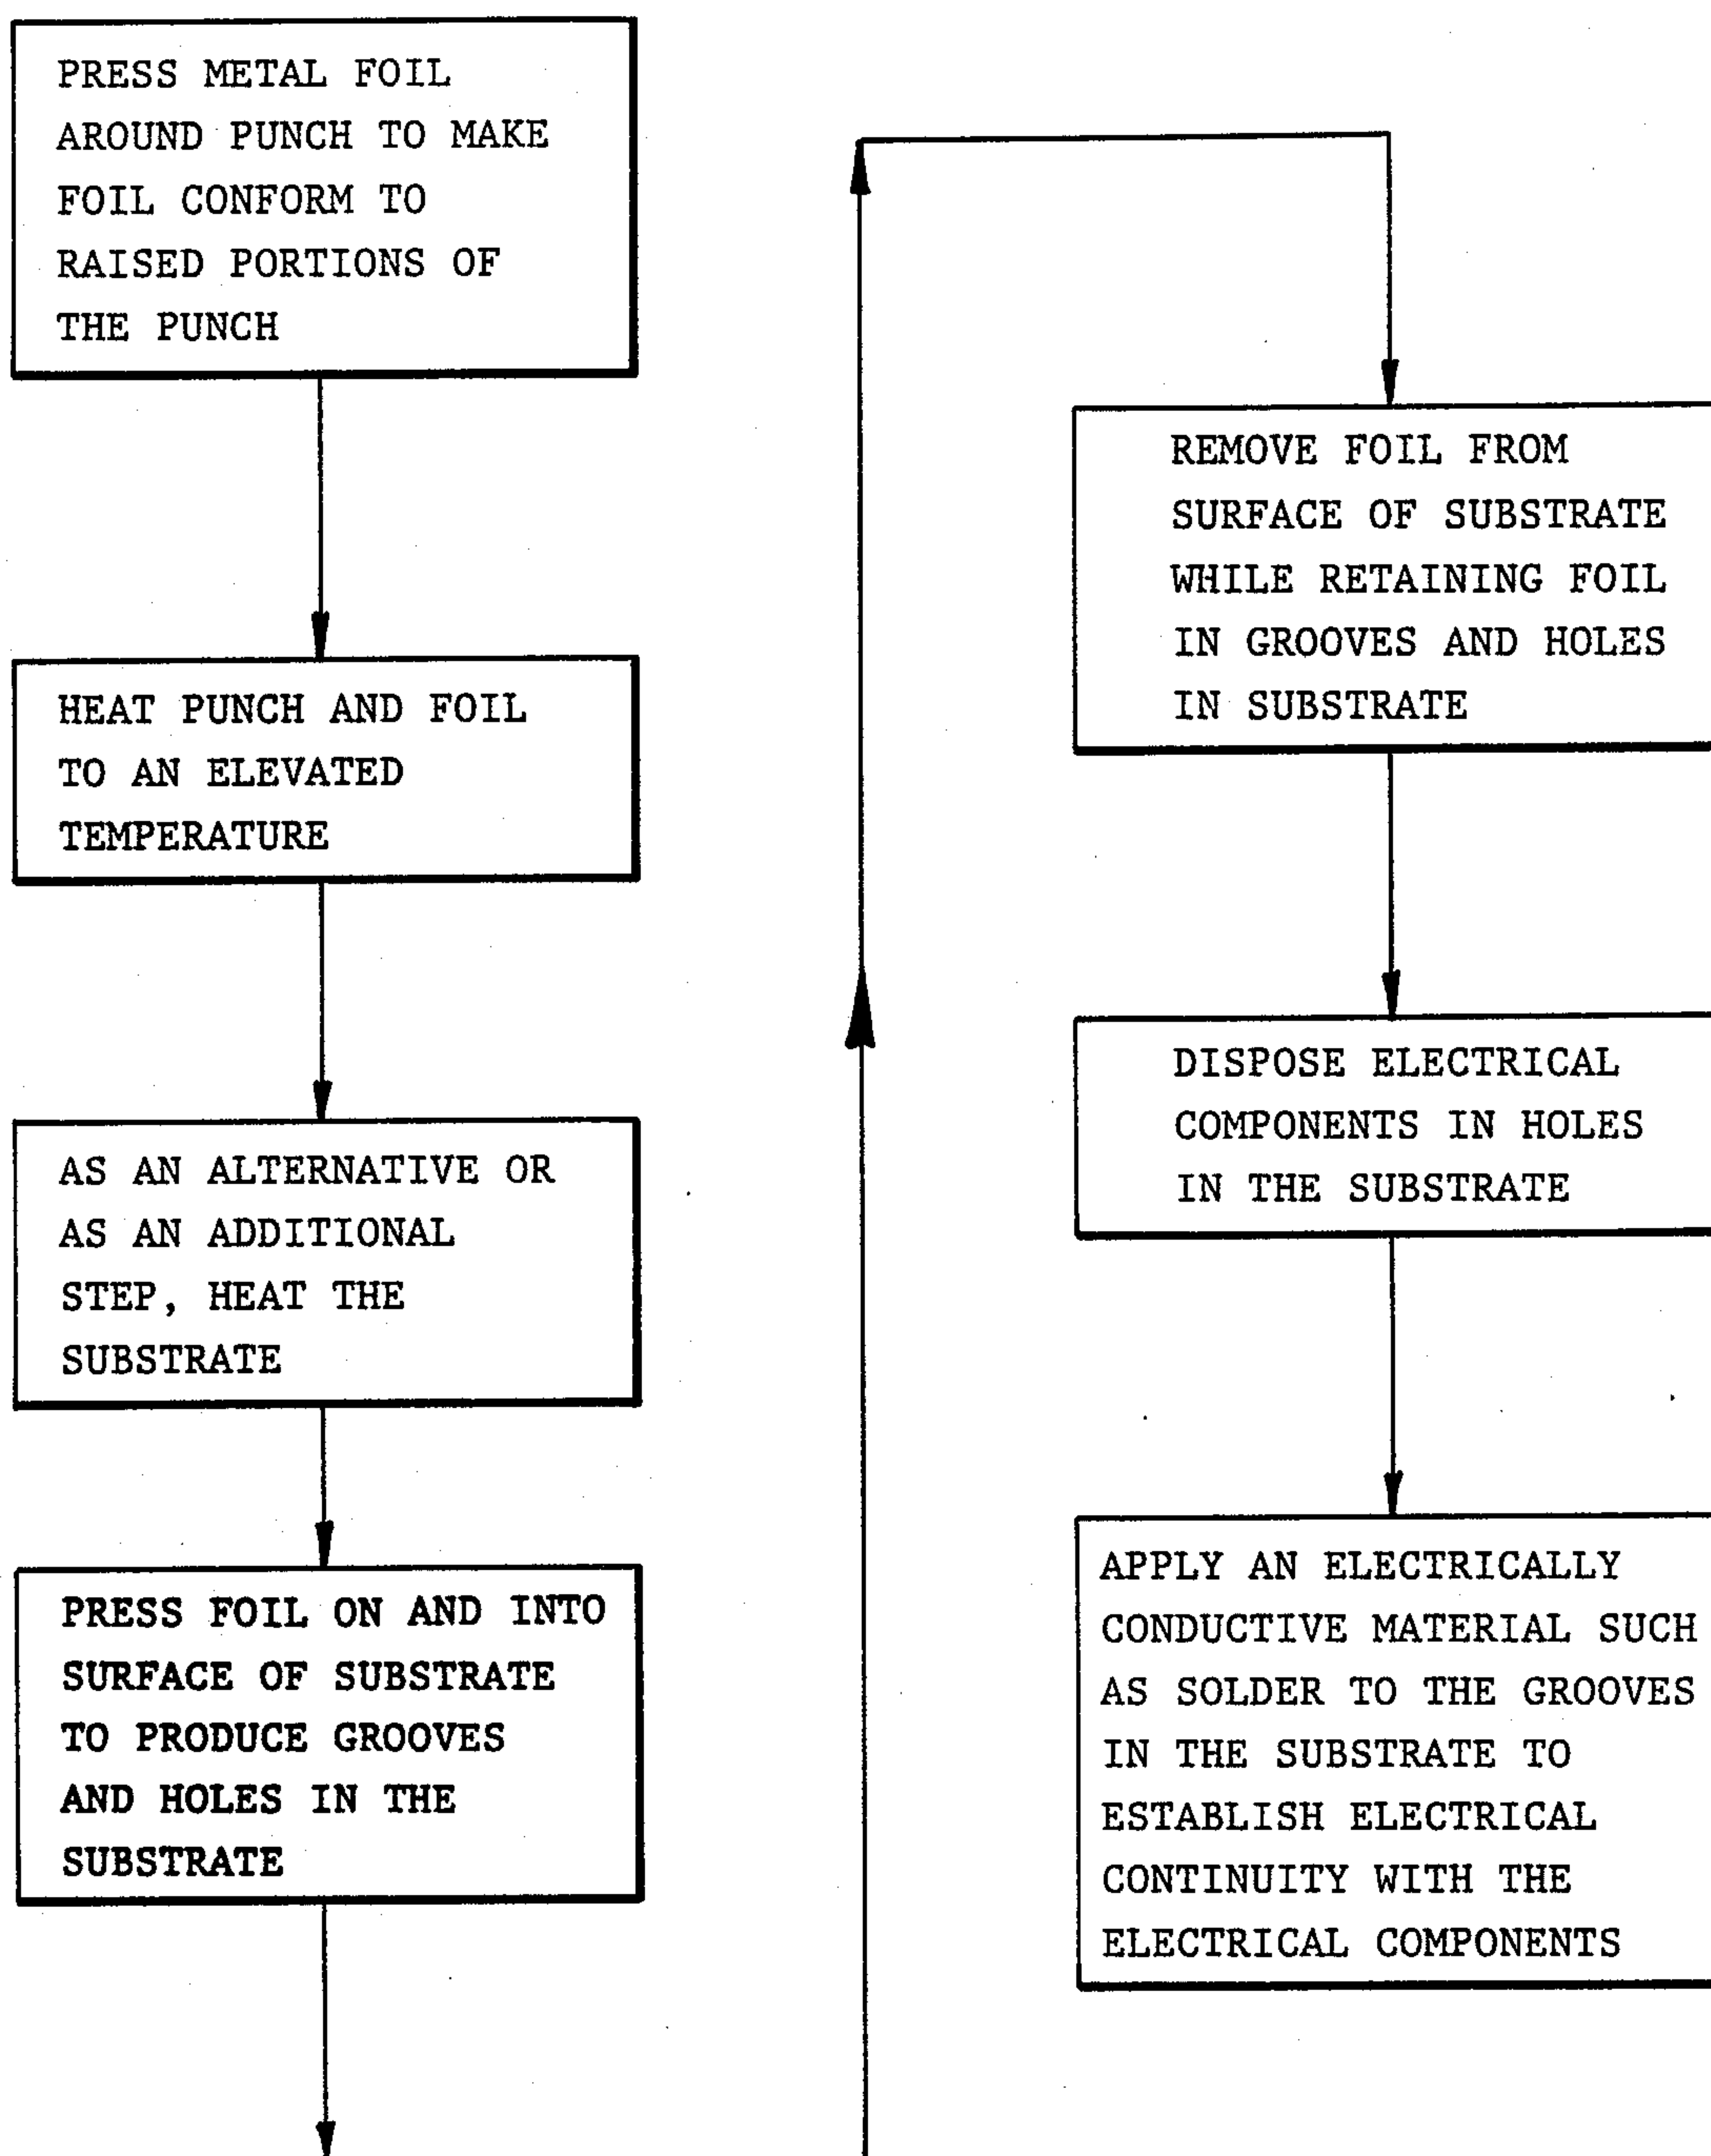 PRESS METAL FOIL
AROUND PUNCH TO MAKE
FOIL CONFORM TO
RAISED PORTIONS OF
THE PUNCH
HEAT PUNCH AND FOIL
TO AN ELEVATED
TEMPERATURE
AS AN ALTERNATIVE OR
AS AN ADDITIONAL
STEP, HEAT THE
SUBSTRATE
PRESS FOIL ON AND INTO
SURFACE OF SUBSTRATE
TO PRODUCE GROOVES
AND HOLES IN THE
SUBSTRATE
REMOVE FOIL FROM
SURFACE OF SUBSTRATE
WHILE RETAINING FOIL
IN GROOVES AND HOLES
IN SUBSTRATE
DISPOSE ELECTRICAL
COMPONENTS IN HOLES
IN THE SUBSTRATE
APPLY AN ELECTRICALLY
CONDUCTIVE MATERIAL SUCH
AS SOLDER TO THE GROOVES
IN THE SUBSTRATE TO
ESTABLISH ELECTRICAL
CONTINUITY WITH THE
ELECTRICAL COMPONENTS